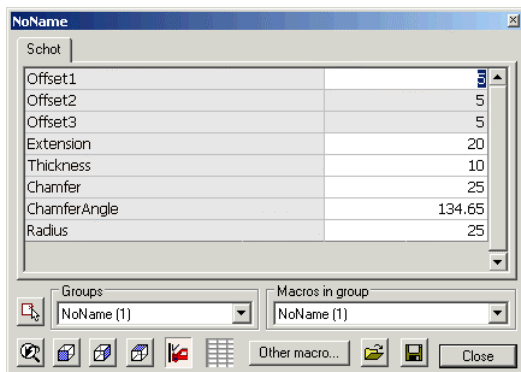 NoName
Schot
Offset1 5
Offset2 5
Offset3 5
Extension 20
Thickness 10
Chamfer 25
ChamferAngle 134.65
Radius 25
Groups Macros in group
NoName (1) NoName (1)
Other macro... Close